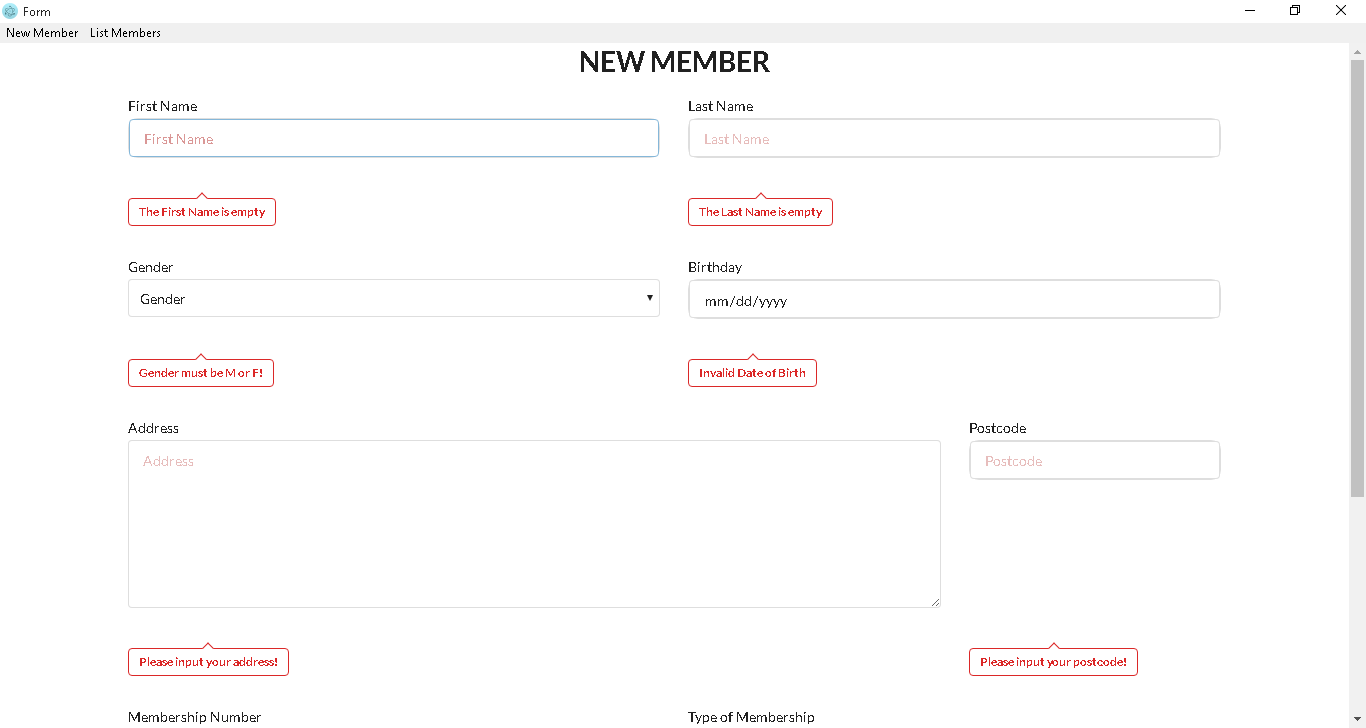 Form
New Member List Members
NEW MEMBER
First Name Last Name
First Name Last Name
The First Name is empty The Last Name is empty
Gender Birthday
Gender mm/dd/yyyy
Gender must be M or F! Invalid Date of Birth
Address Postcode
Address Postcode
Please input your address! Please input your postcode!
Membership Number Type of Membership